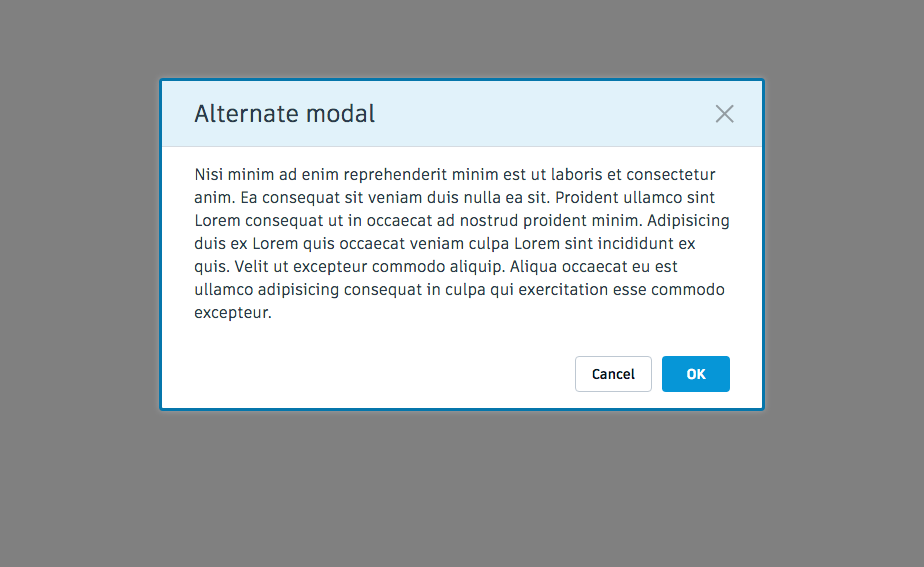 Alternate modal
Nisi minim ad enim reprehenderit minim est ut laboris et consectetur
anim. Ea consequat sit veniam duis nulla ea sit. Proident ullamco sint
Lorem consequat ut in occaecat ad nostrud proident minim. Adipisicing
duis ex Lorem quis occaecat veniam culpa Lorem sint incididunt ex
quis. Velit ut excepteur commodo aliquip. Aliqua occaecat eu est
ullamco adipisicing consequat in culpa qui exercitation esse commodo
excepteur.
Cancel OK